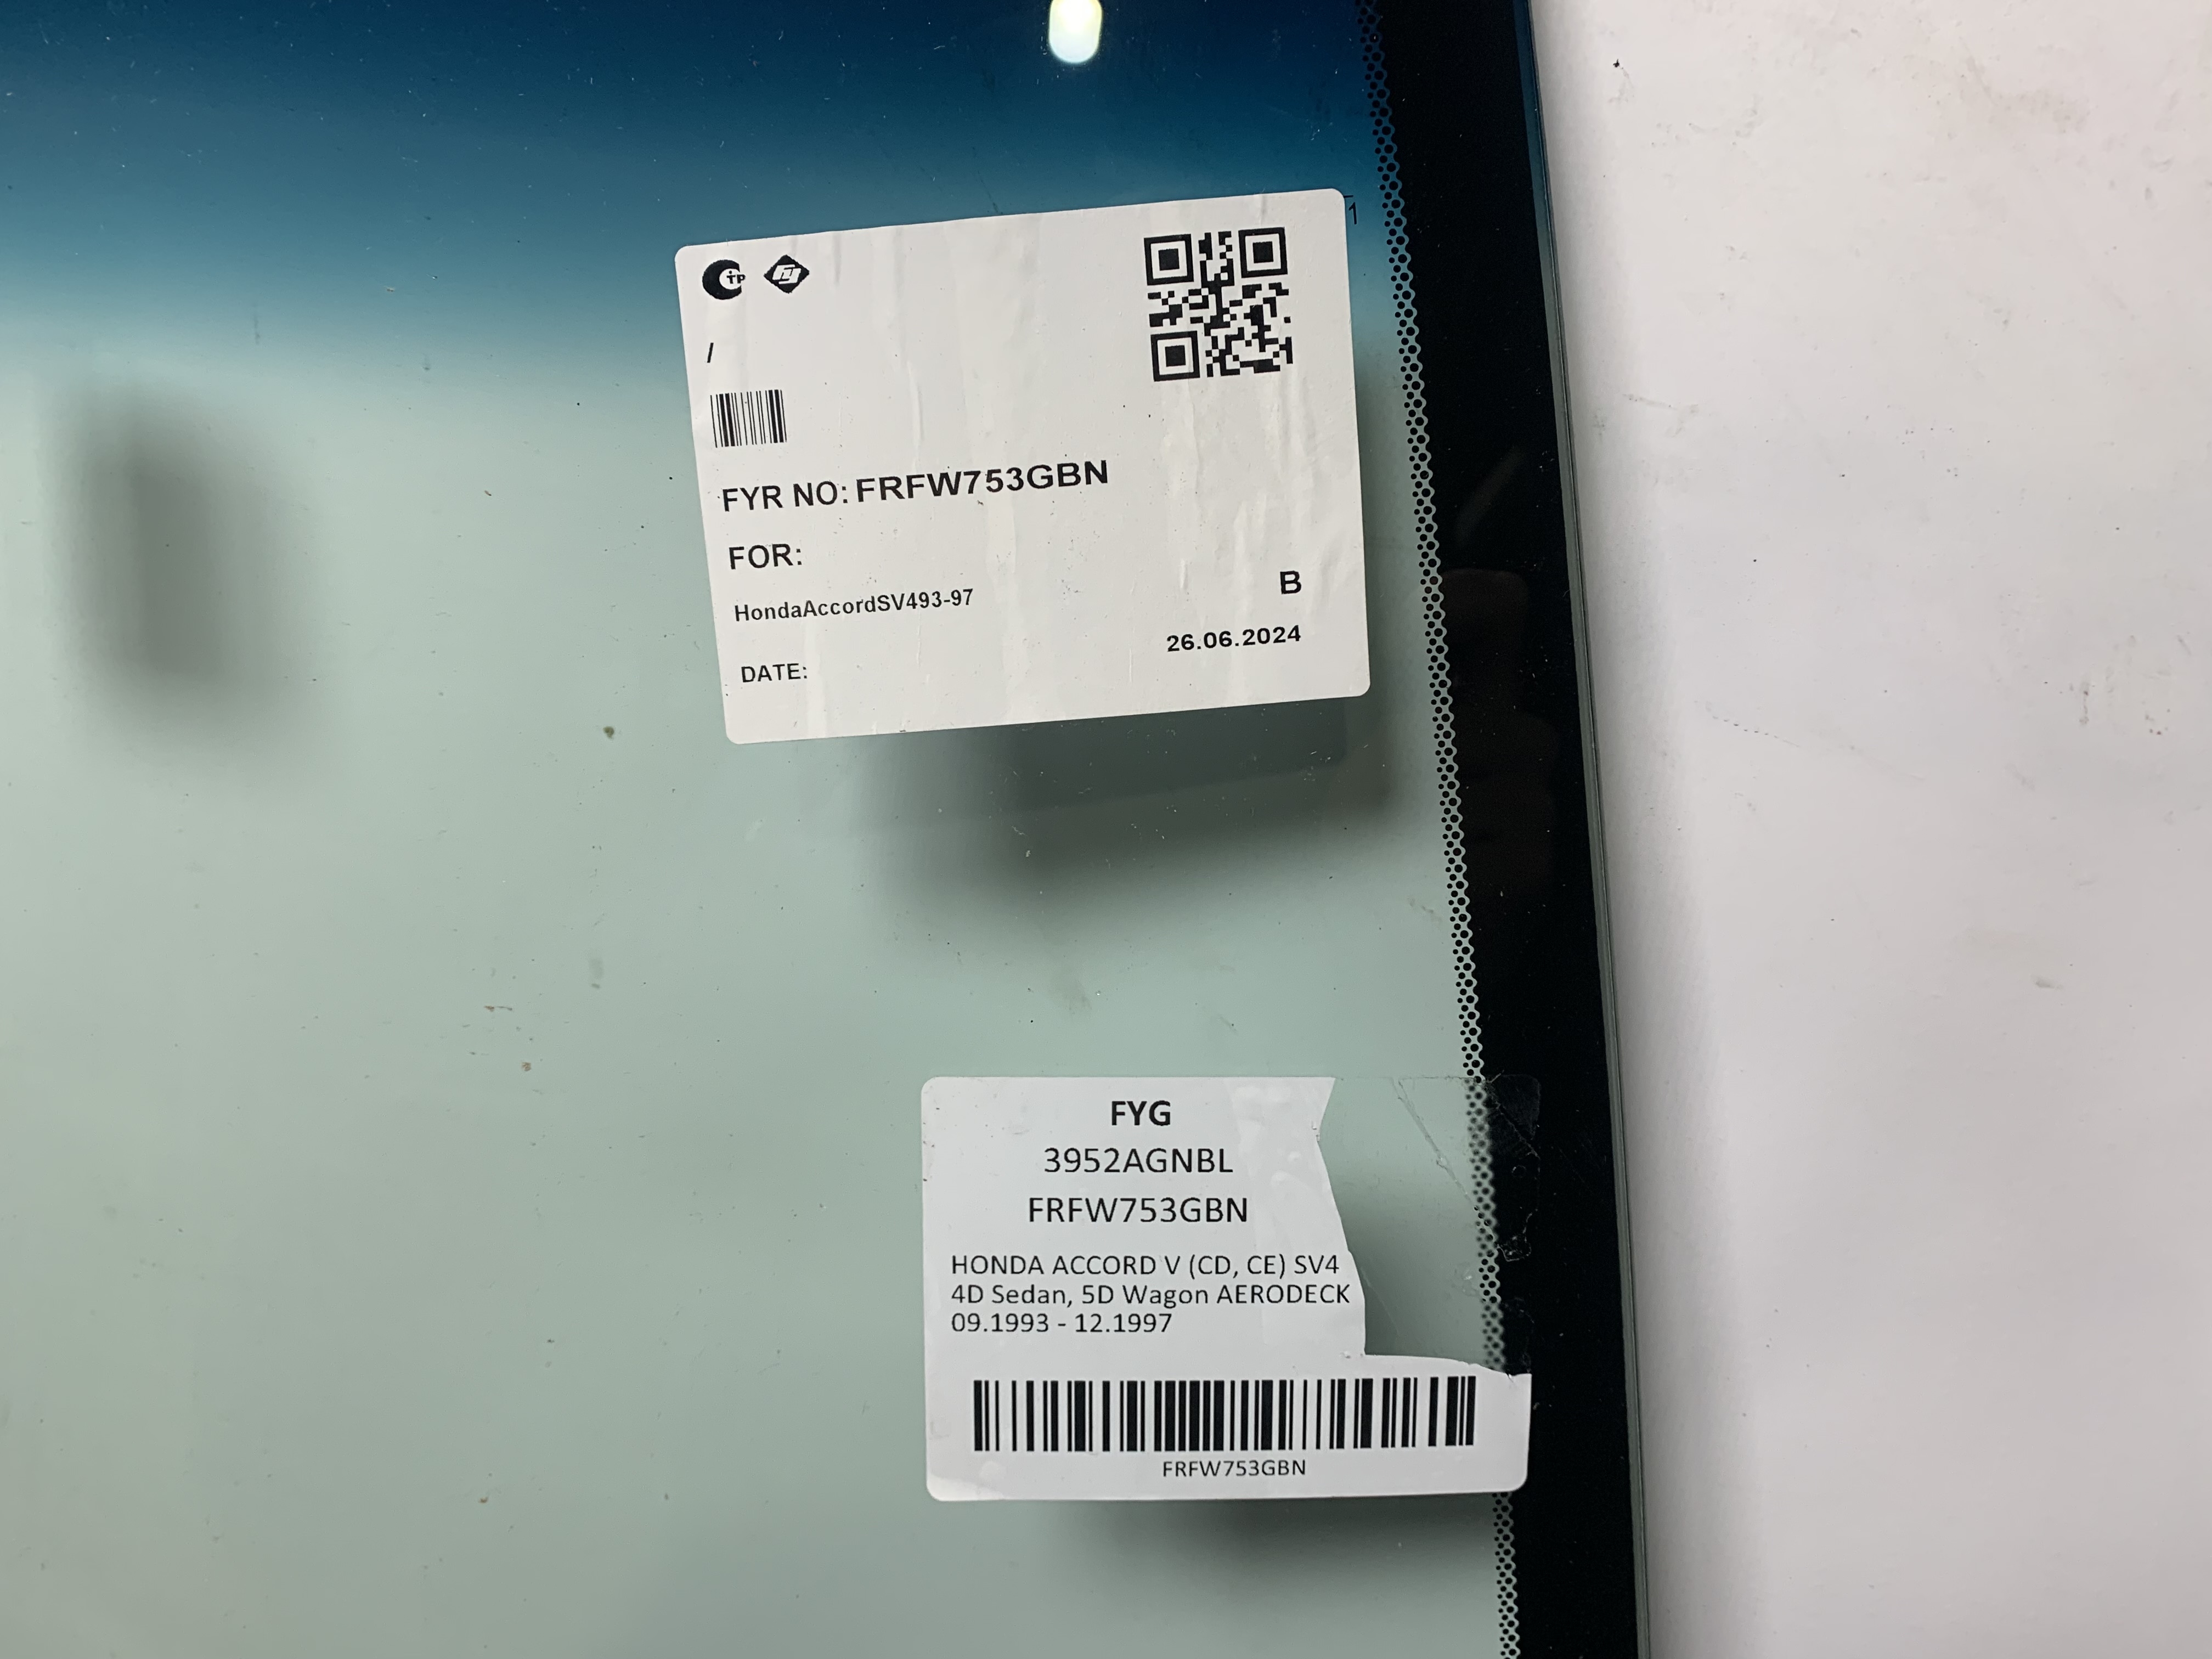 /
FYR NO: FRFW753GBN
FOR:
HondaAccordSV493-97
B
26.06.2024
DATE:
1
FYG
3952AGNBL
FRFW753GBN
HONDA ACCORD V (CD, CE) SV4
4D Sedan, 5D Wagon AERODECK
09.1993 - 12.1997
FRFW753GBN